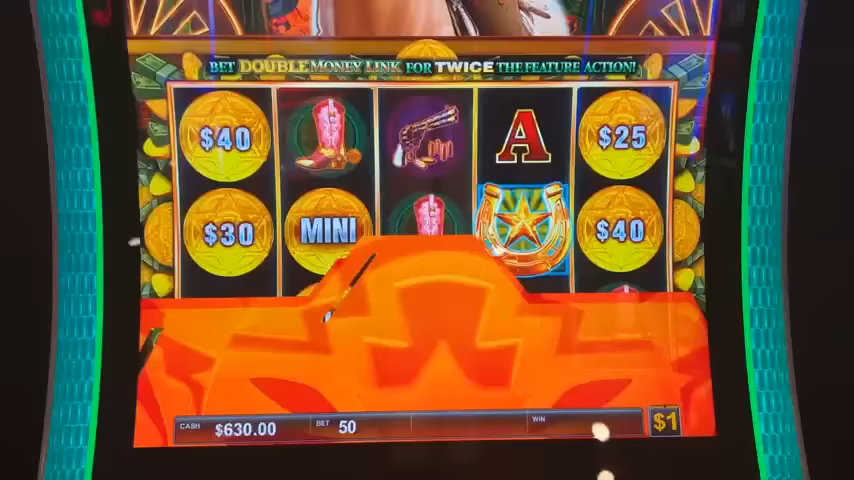 BET DOUBLE MONEY LINK FOR TWICE THE FEATURE ACTION!
$40 A $25
$30 MINI $40
CASH $630.00 BET 50 WIN $1